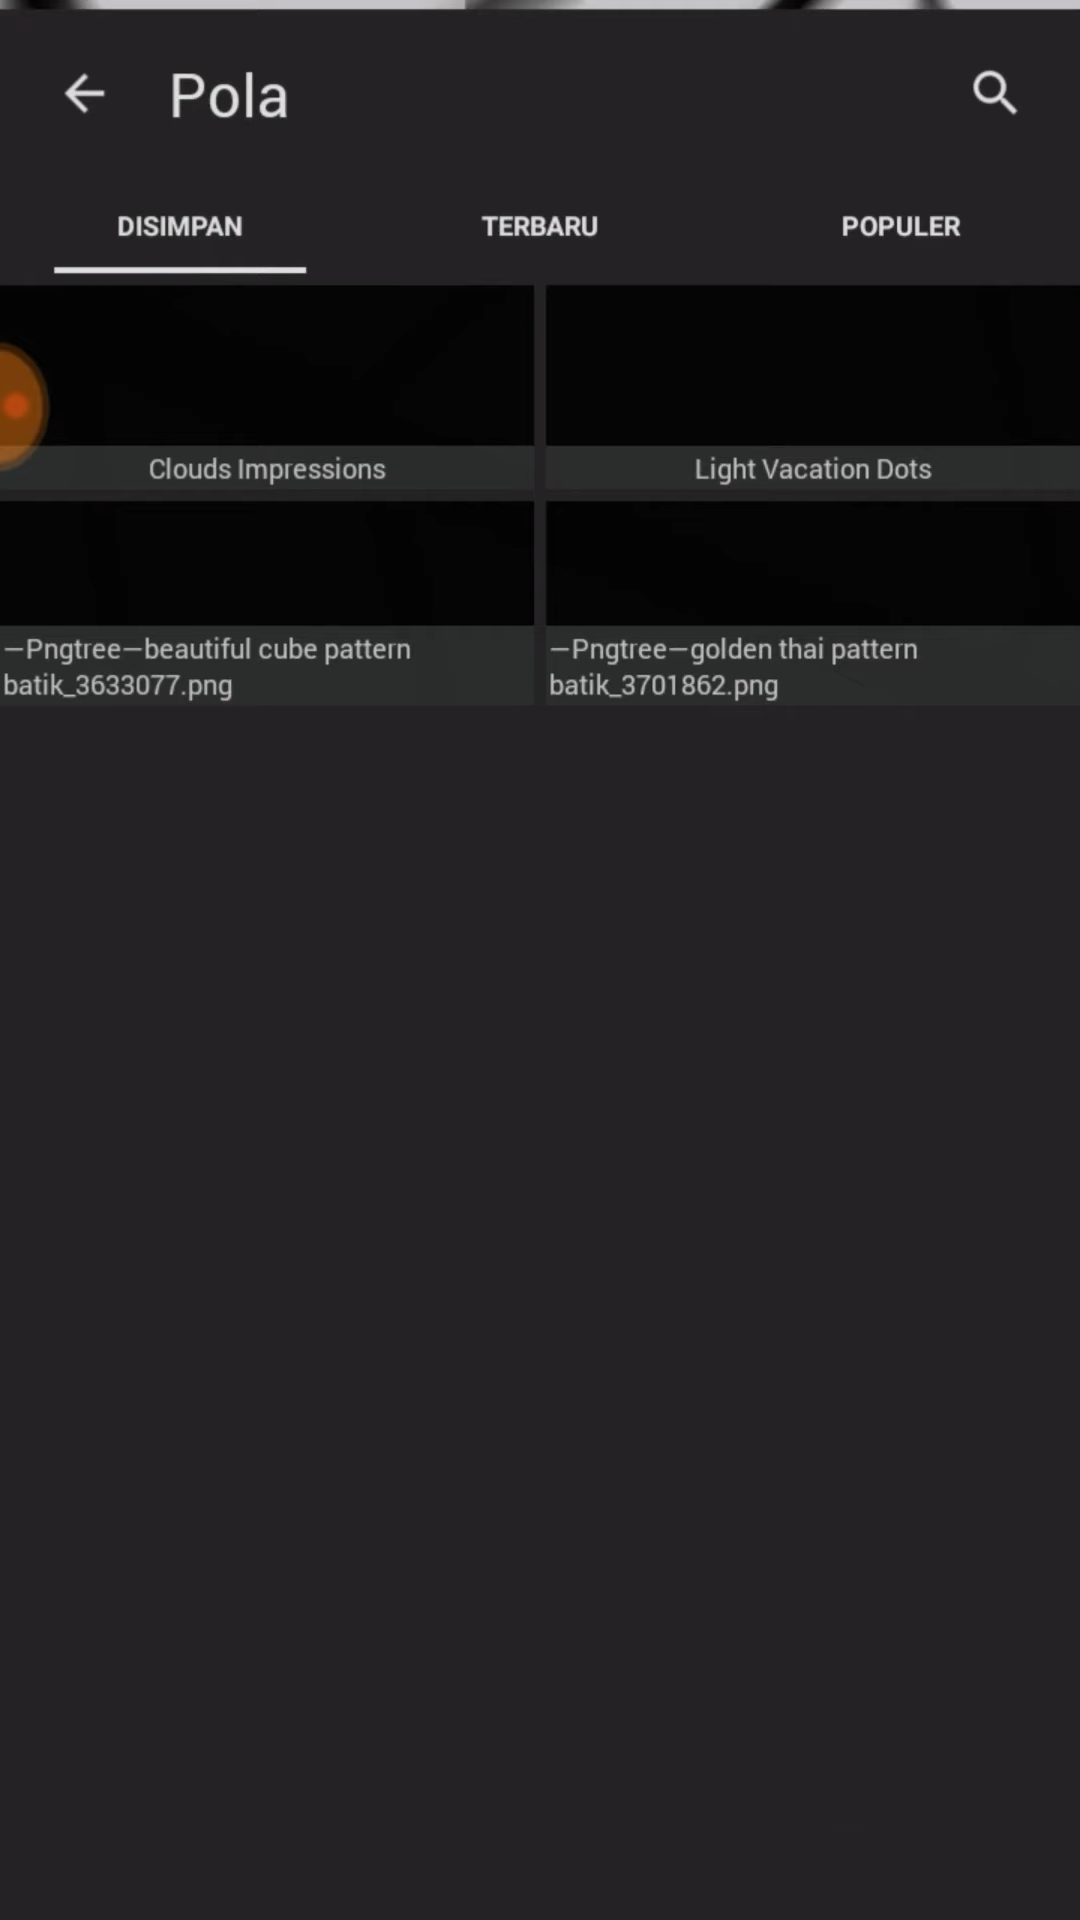 Pola
DISIMPAN
TERBARU
POPULER
Clouds Impressions
Light Vacation Dots
—Pngtree—beautiful cube pattern
batik_3633077.png
—Pngtree—golden thai pattern
batik_3701862.png